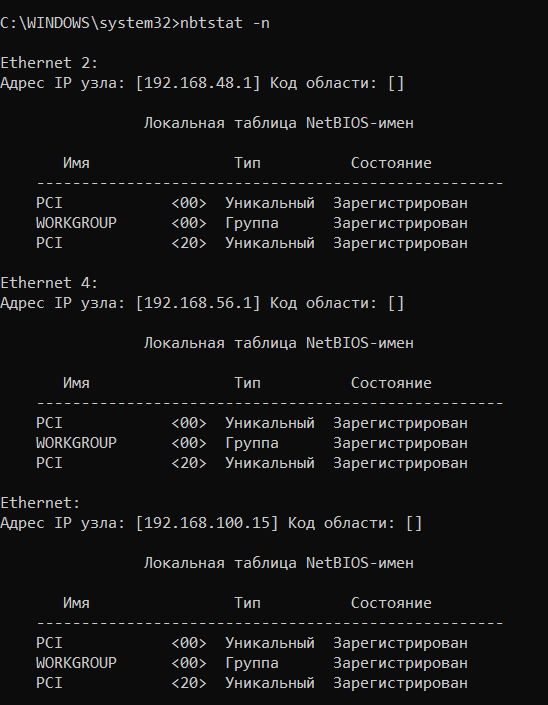 C:\WINDOWS\system32>nbtstat -n
Ethernet 2:
Адрес IP узла: [192.168.48.1] Код области: []
Локальная таблица NetBIOS-имен
Имя Тип Состояние
---------------------------------------------------
PCI <00> Уникальный Зарегистрирован
WORKGROUP <00> Группа Зарегистрирован
PCI <20> Уникальный Зарегистрирован
Ethernet 4:
Адрес IP узла: [192.168.56.1] Код области: []
Локальная таблица NetBIOS-имен
Имя Тип Состояние
---------------------------------------------------
PCI <00> Уникальный Зарегистрирован
WORKGROUP <00> Группа Зарегистрирован
PCI <20> Уникальный Зарегистрирован
Ethernet:
Адрес IP узла: [192.168.100.15] Код области: []
Локальная таблица NetBIOS-имен
Имя Тип Состояние
---------------------------------------------------
PCI <00> Уникальный Зарегистрирован
WORKGROUP <00> Группа Зарегистрирован
PCI <20> Уникальный Зарегистрирован